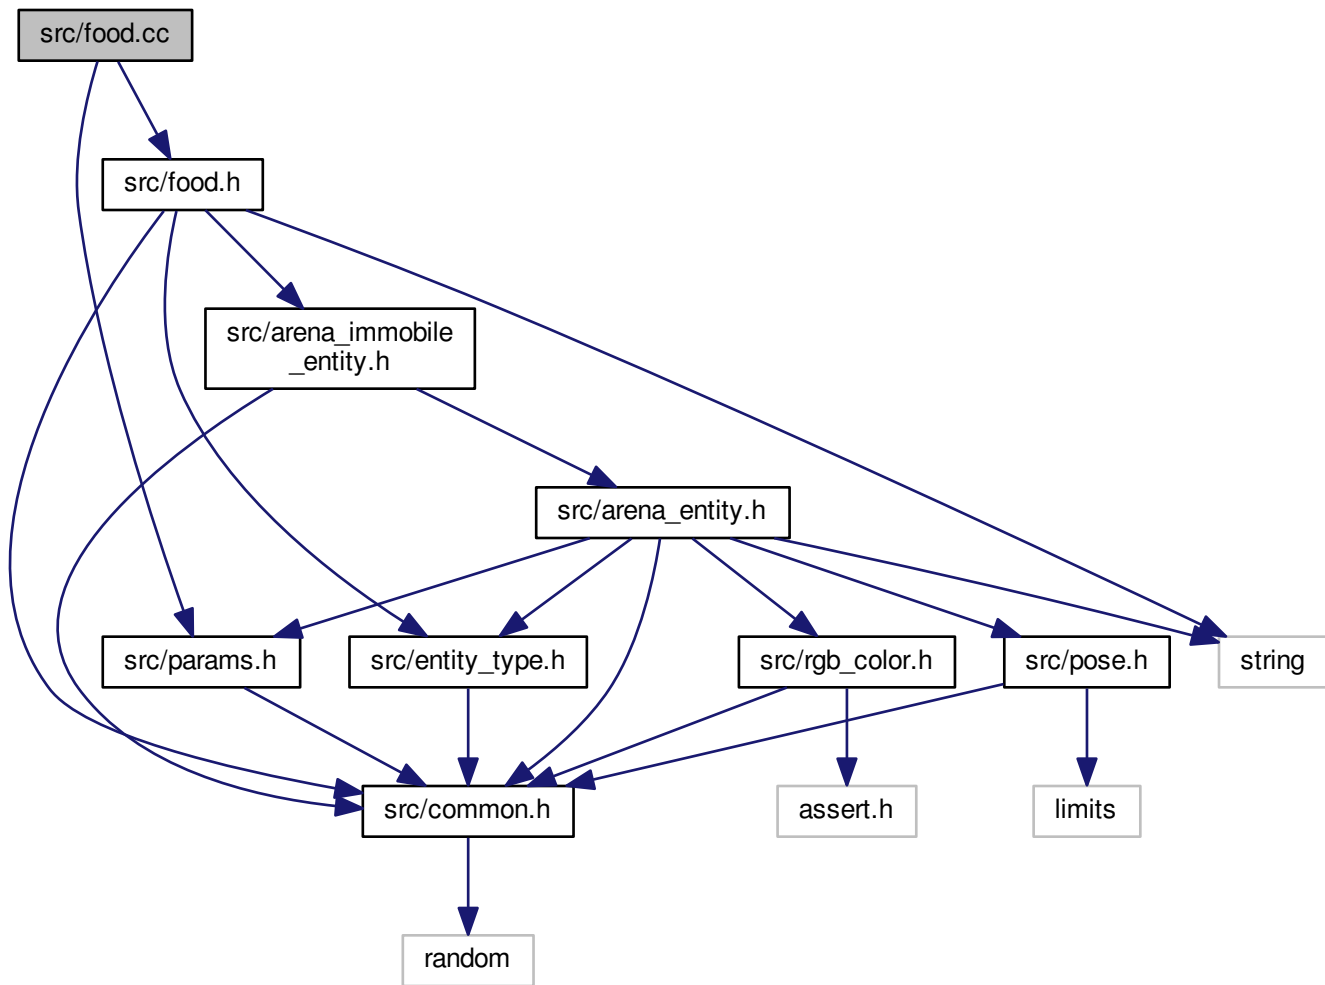 src/food.cc
src/food.h
src/arena_immobile
_entity.h
src/arena_entity.h
src/params.h
src/entity_type.h
src/rgb_color.h
src/pose.h
string
src/common.h
assert.h
limits
random